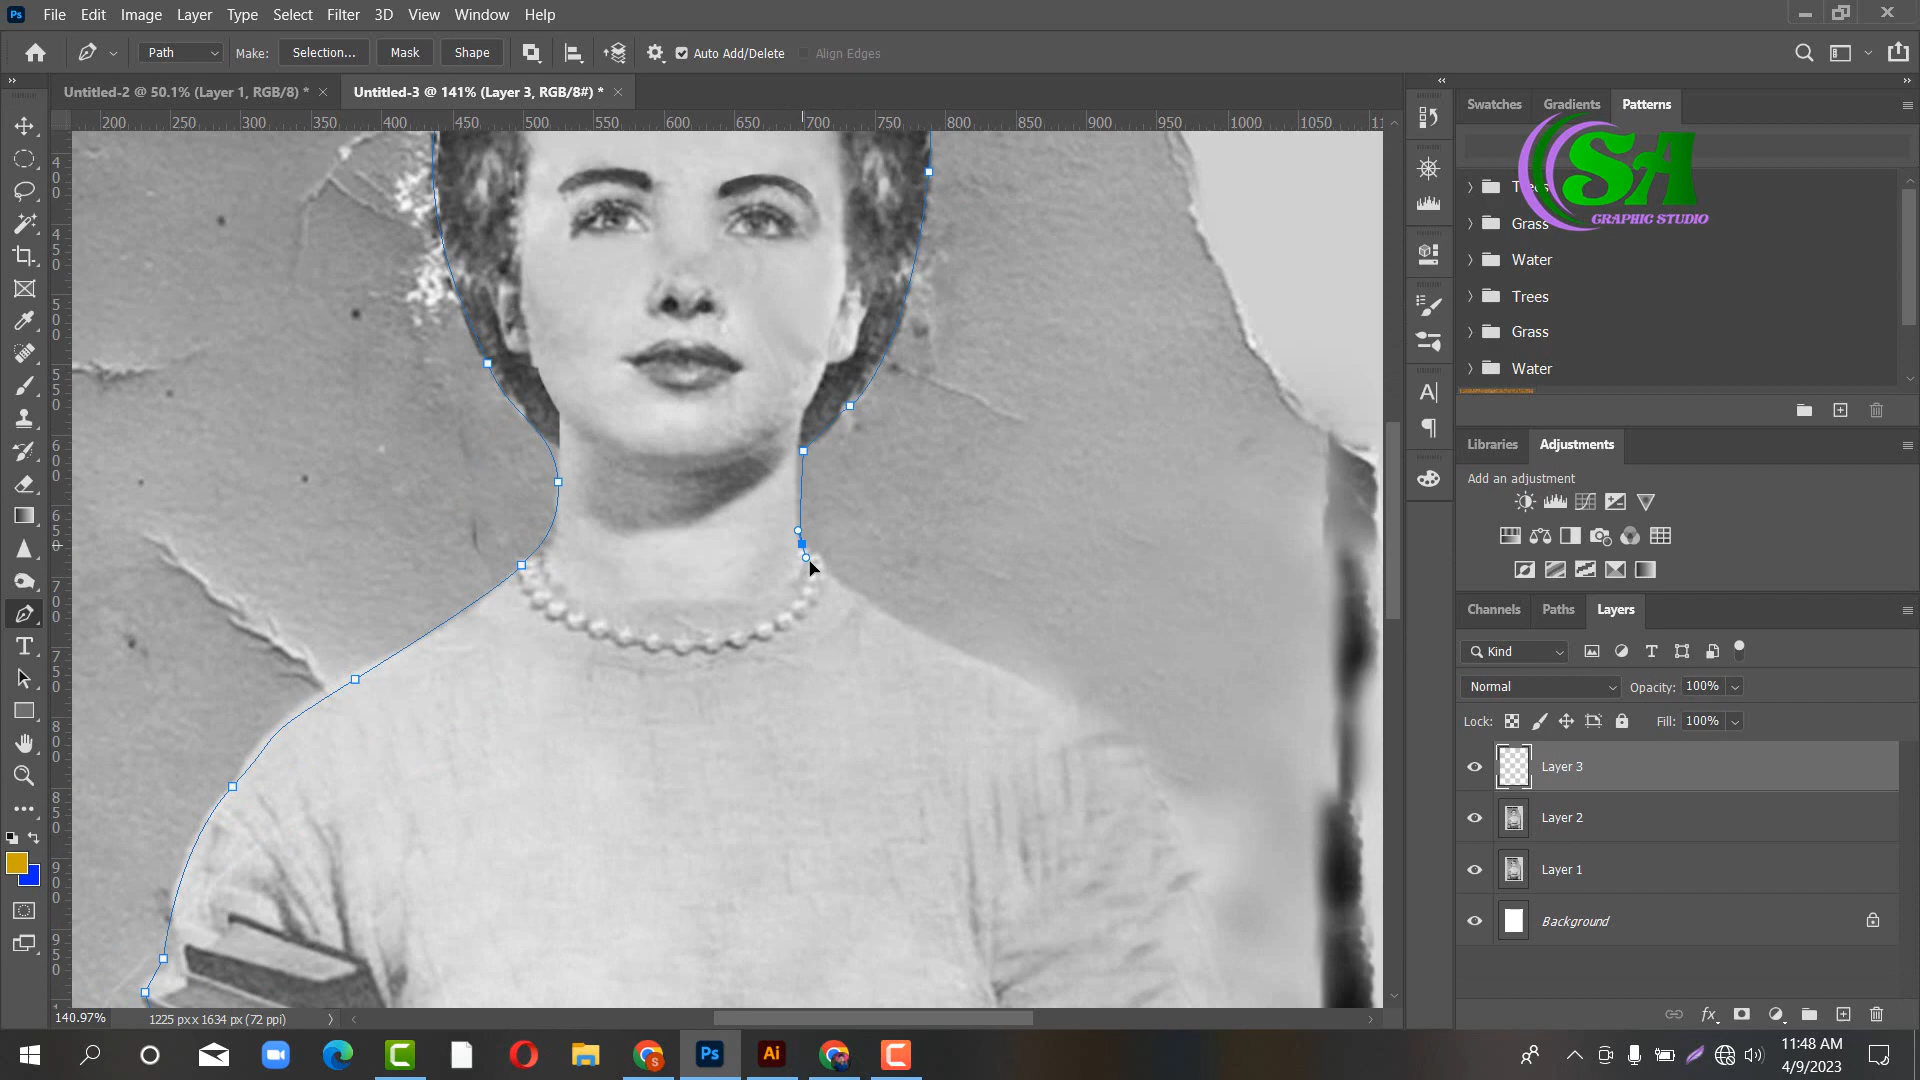 File Edit Image Layer Type Select Filter 3D View Window Help
Path Make: Selection... Mask Shape Auto Add/Delete Align Edges
Untitled-2 @ 50.1% (Layer 1, RGB/8) * Untitled-3 @ 141% (Layer 3, RGB/8#) *
200 250 300 350 400 450 500 550 600 650 700 750 800 850 900 950 1000 1050
Swatches Gradients Patterns
SA
GRAPHIC STUDIO
Trees
Grass
Water
Trees
Grass
Water
Libraries Adjustments
Add an adjustment
Channels Paths Layers
Kind
Normal Opacity: 100%
Lock: Fill: 100%
Layer 3
Layer 2
Layer 1
Background
140.97% 1225 px x 1634 px (72 ppi)
11:48 AM
4/9/2023